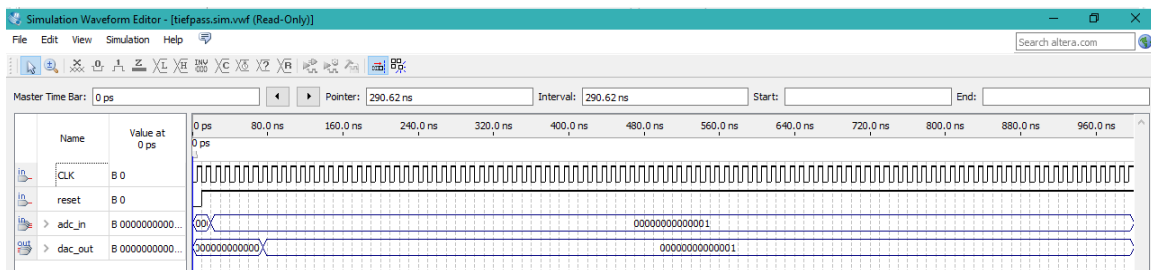 Simulation Waveform Editor - [tiefpass.sim.vwf (Read-Only)]
File Edit View Simulation Help
Search altera.com
Master Time Bar: 0 ps Pointer: 290.62 ns Interval: 290.62 ns Start: End:
Name Value at 0 ps 0 ps 80.0 ns 160.0 ns 240.0 ns 320.0 ns 400.0 ns 480.0 ns 560.0 ns 640.0 ns 720.0 ns 800.0 ns 880.0 ns 960.0 ns
0 ps
in CLK B 0
in reset B 0
in > adc_in B 0000000000... 00( 00000000000001
out > dac_out B 0000000000... 000000000000 00000000000001